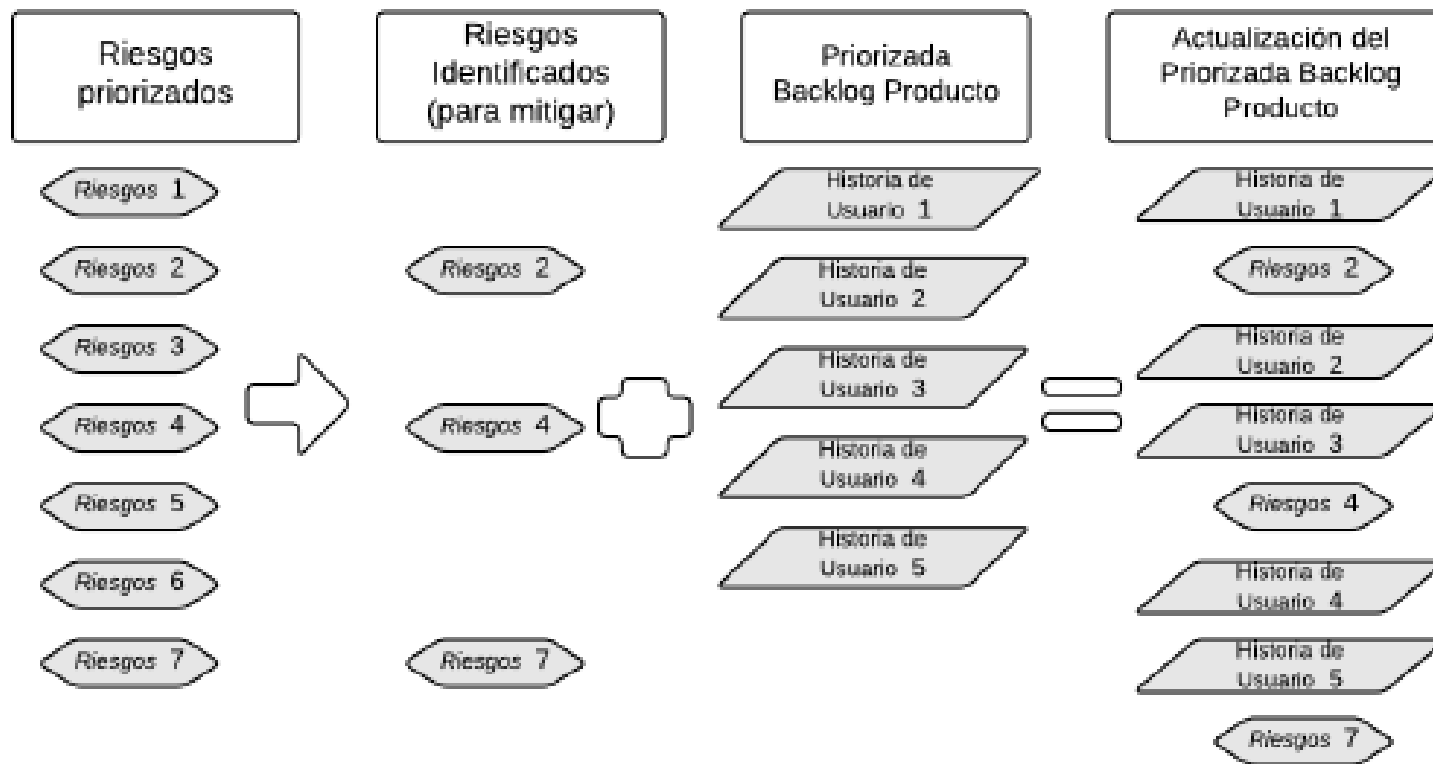 Riesgos
priorizados
Riesgos
Identificados
(para mitigar)
Priorizada
Backlog Producto
Actualización del
Priorizada Backlog
Producto
Riesgos 1
Riesgos 2
Riesgos 3
Riesgos 4
Riesgos 5
Riesgos 6
Riesgos 7
Riesgos 2
Riesgos 4
Riesgos 7
Historia de
Usuario 1
Historia de
Usuario 2
Historia de
Usuario 3
Historia de
Usuario 4
Historia de
Usuario 5
Historia de
Usuario 1
Riesgos 2
Historia de
Usuario 2
Historia de
Usuario 3
Riesgos 4
Historia de
Usuario 4
Historia de
Usuario 5
Riesgos 7